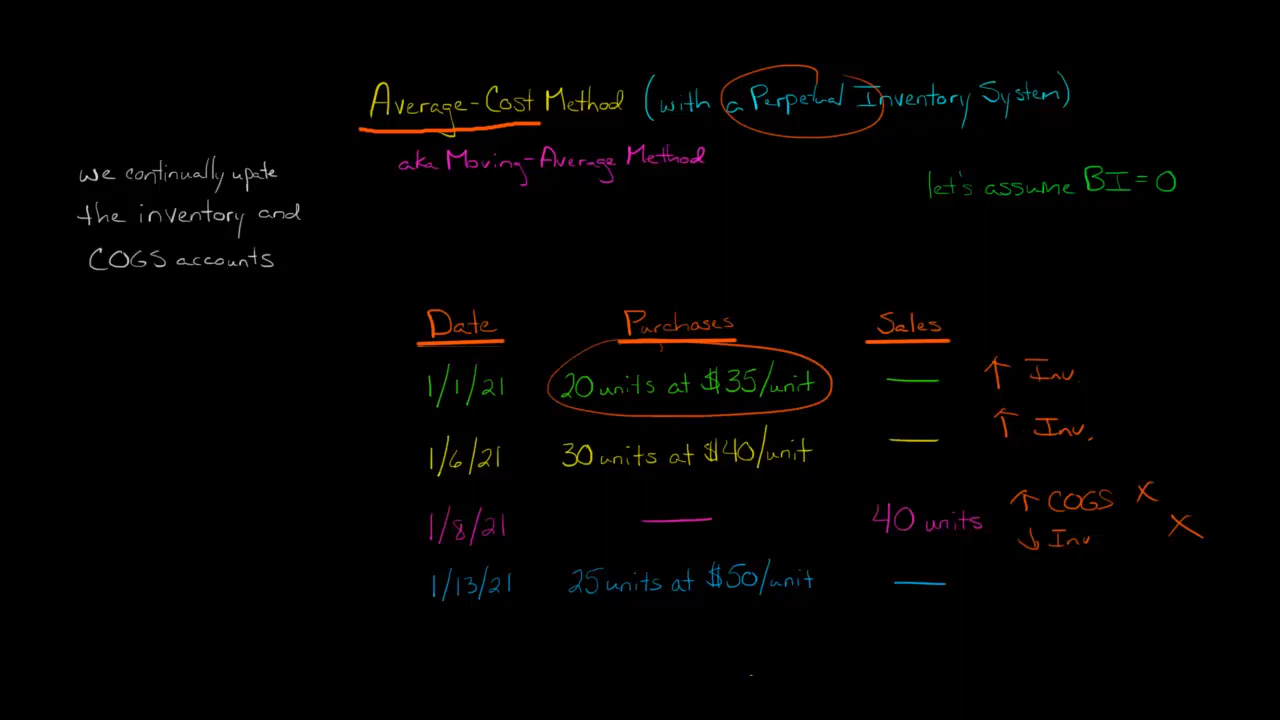 Average-Cost Method (with a Perpetual Inventory System)
aka Moving-Average Method
we continually upate
the inventory and
COGS accounts
let's assume BI = 0
Date Purchases Sales
1/1/21 20 units at $35/unit — ↑ Inv.
1/6/21 30 units at $40/unit — ↑ Inv.
1/8/21 — 40 units ↑ COGS X
↓ Inv X
1/13/21 25 units at $50/unit —